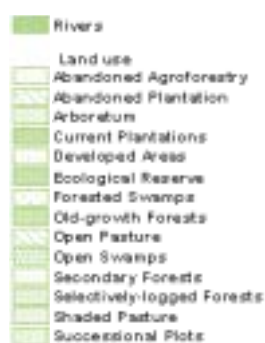 Rivers
Land use
Abandoned Agroforestry
Abandoned Plantation
Arboretum
Current Plantations
Developed Areas
Ecological Reserve
Forested Swamps
Old-growth Forests
Open Pasture
Open Swamps
Secondary Forests
Selectively-logged Forests
Shaded Pasture
Successional Plots